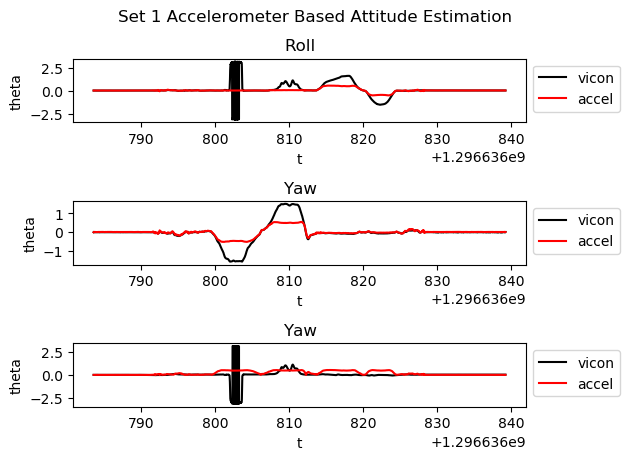 Set 1 Accelerometer Based Attitude Estimation
Roll
theta
2.5
0.0
−2.5
790 800 810 820 830 840
t
+1.296636e9
vicon
accel
Yaw
theta
1
0
−1
790 800 810 820 830 840
t
+1.296636e9
vicon
accel
Yaw
theta
2.5
0.0
−2.5
790 800 810 820 830 840
t
+1.296636e9
vicon
accel